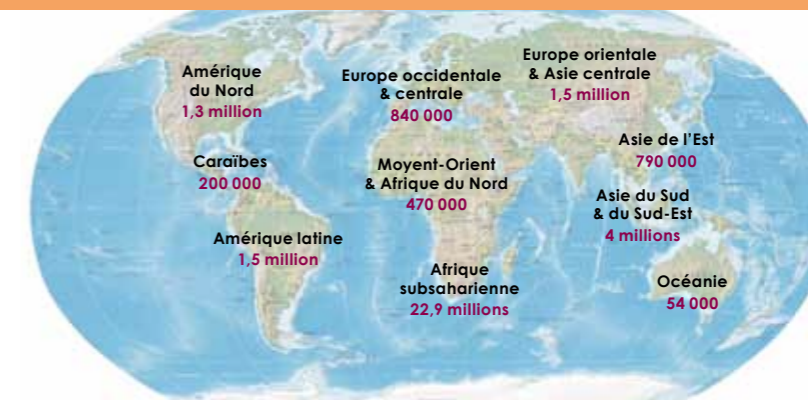 Amérique
du Nord
1,3 million
Europe occidentale
& centrale
840 000
Europe orientale
& Asie centrale
1,5 million
Caraïbes
200 000
Moyent-Orient
& Afrique du Nord
470 000
Asie de l'Est
790 000
Asie du Sud
& du Sud-Est
4 millions
Amérique latine
1,5 million
Afrique
subsaharienne
22,9 millions
Océanie
54 000